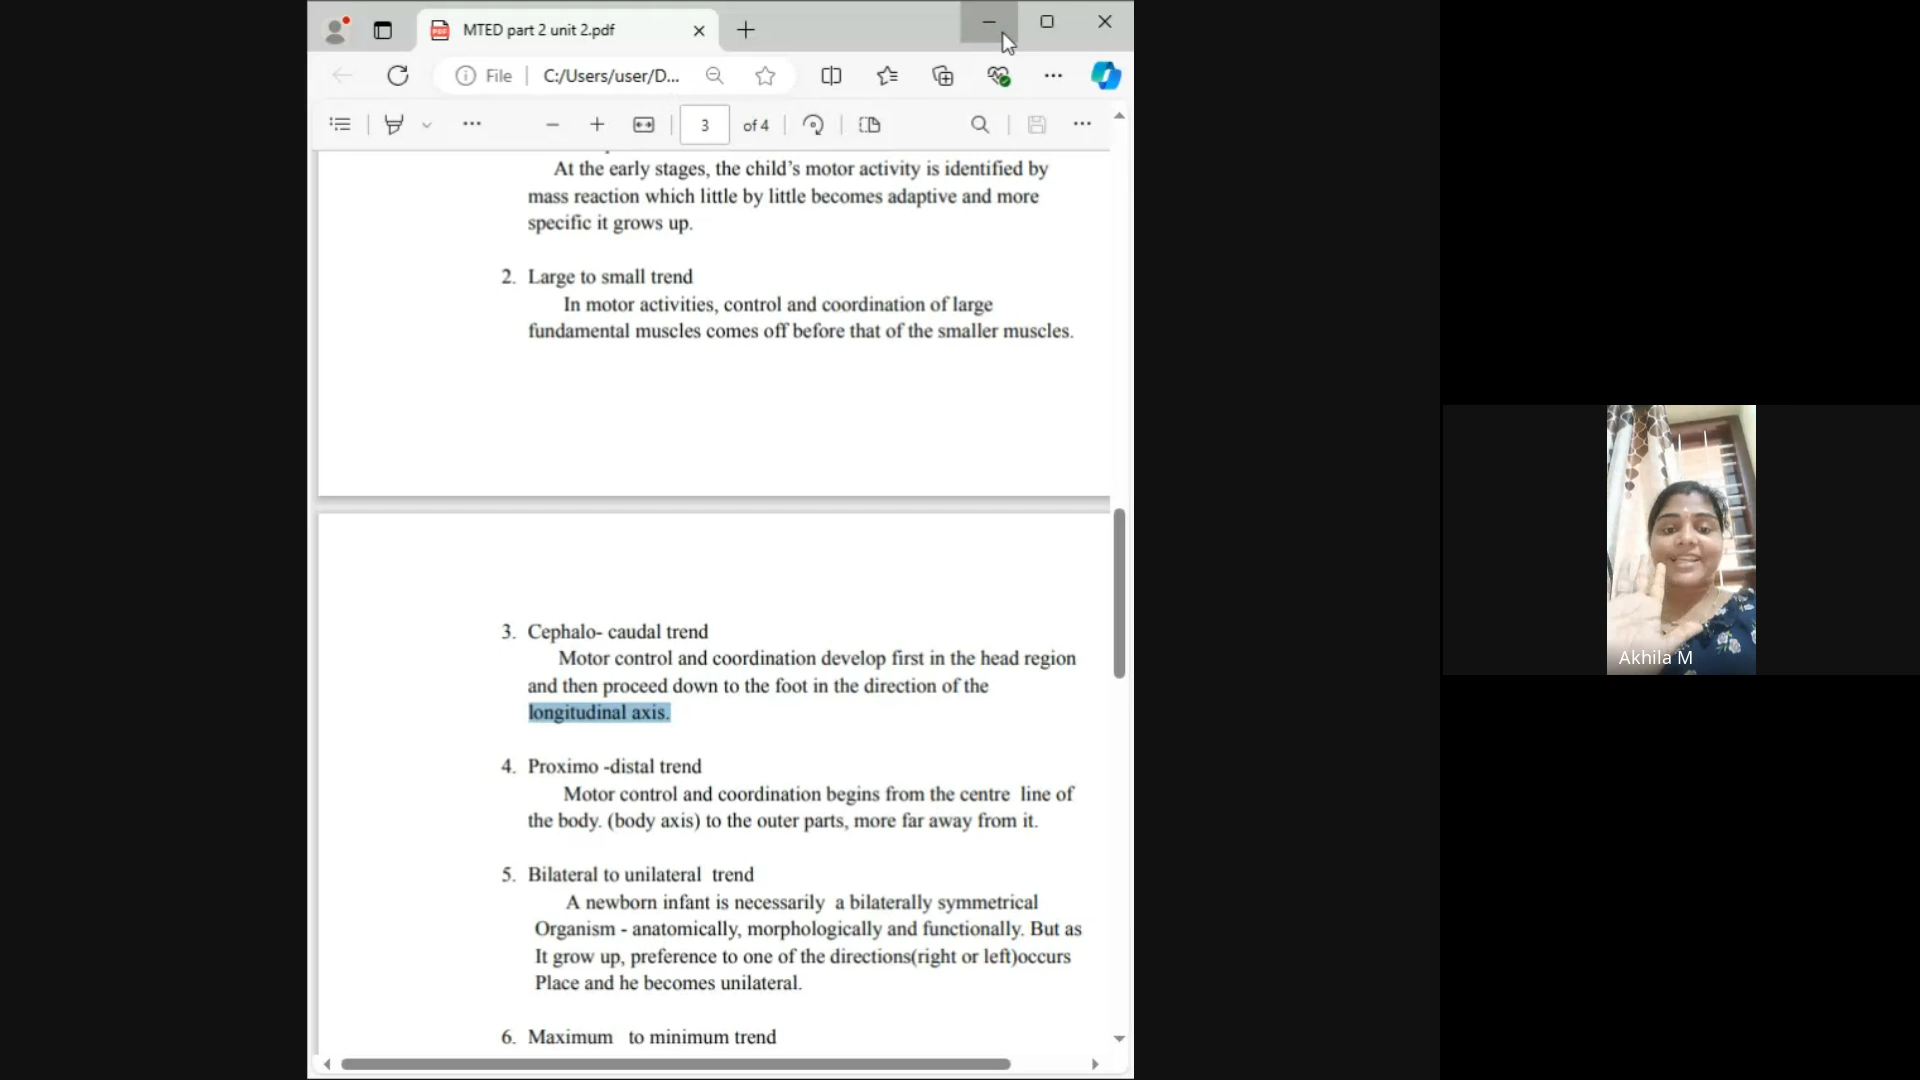 MTED part 2 unit 2.pdf
File
C:/Users/user/D...
3 of 4
At the early stages, the child’s motor activity is identified by
mass reaction which little by little becomes adaptive and more
specific it grows up.
2. Large to small trend
In motor activities, control and coordination of large
fundamental muscles comes off before that of the smaller muscles.
3. Cephalo- caudal trend
Motor control and coordination develop first in the head region
and then proceed down to the foot in the direction of the
longitudinal axis.
4. Proximo -distal trend
Motor control and coordination begins from the centre line of
the body. (body axis) to the outer parts, more far away from it.
5. Bilateral to unilateral trend
A newborn infant is necessarily a bilaterally symmetrical
Organism - anatomically, morphologically and functionally. But as
It grow up, preference to one of the directions(right or left)occurs
Place and he becomes unilateral.
6. Maximum to minimum trend
Akhila M